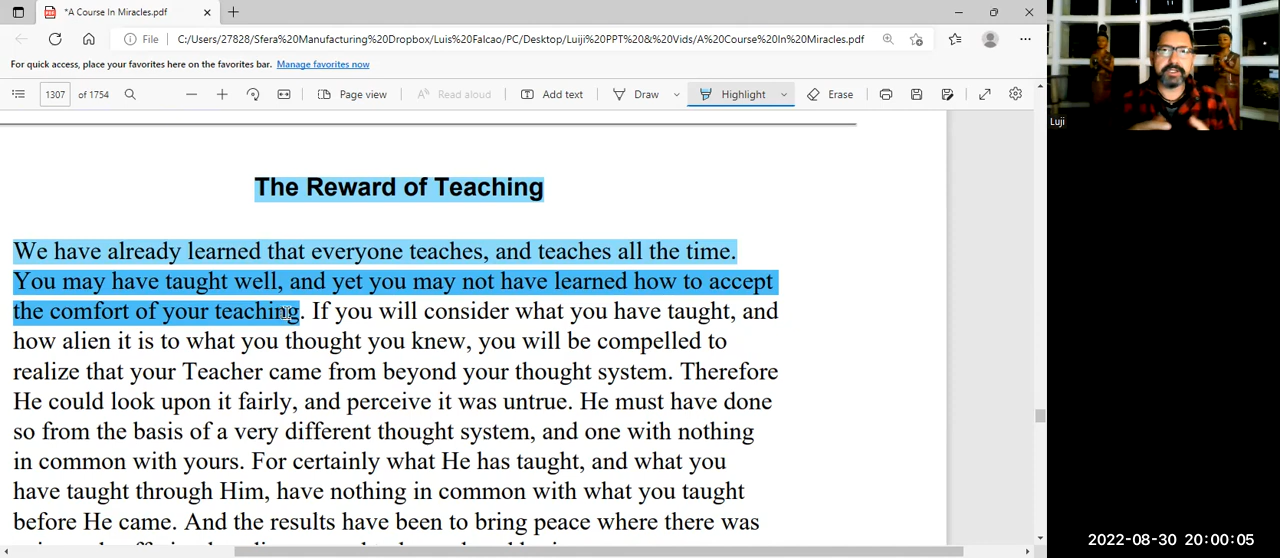 *A Course In Miracles.pdf
File C:/Users/27828/Sfera%20Manufacturing%20Dropbox/Luis%20Falcao/PC/Desktop/Luiji%20PPT%20&%20Vids/A%20Course%20In%20Miracles.pdf
For quick access, place your favorites here on the favorites bar. Manage favorites now
1307 of 1754 Page view Read aloud Add text Draw Highlight Erase
Luji
The Reward of Teaching
We have already learned that everyone teaches, and teaches all the time.
You may have taught well, and yet you may not have learned how to accept
the comfort of your teaching. If you will consider what you have taught, and
how alien it is to what you thought you knew, you will be compelled to
realize that your Teacher came from beyond your thought system. Therefore
He could look upon it fairly, and perceive it was untrue. He must have done
so from the basis of a very different thought system, and one with nothing
in common with yours. For certainly what He has taught, and what you
have taught through Him, have nothing in common with what you taught
before He came. And the results have been to bring peace where there was
2022-08-30 20:00:05